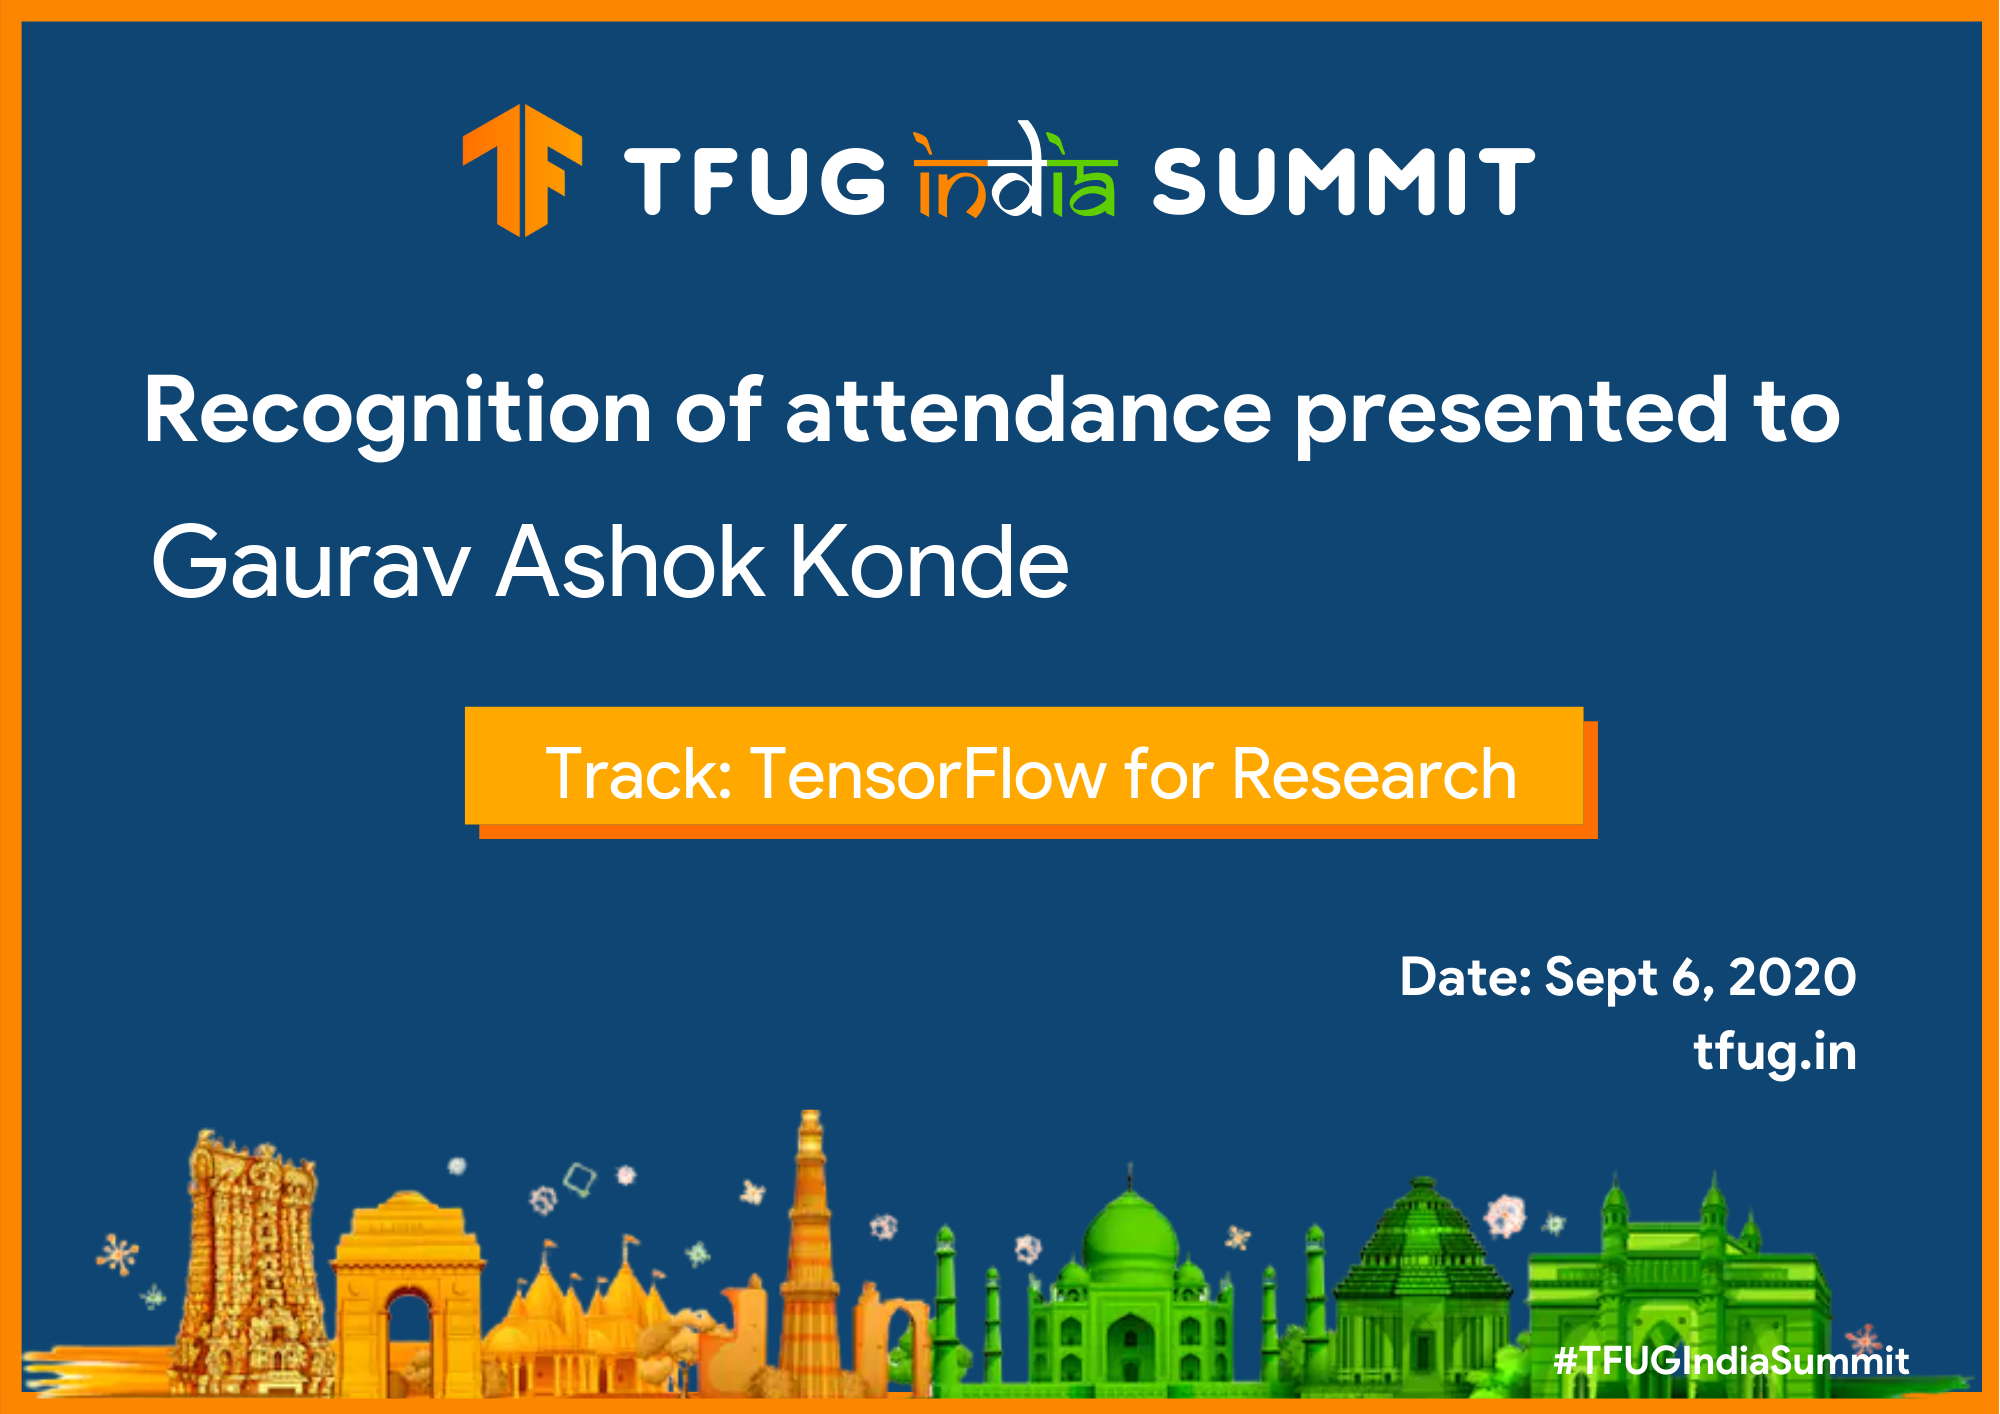 TFUG india SUMMIT
Recognition of attendance presented to
Gaurav Ashok Konde
Track: TensorFlow for Research
Date: Sept 6, 2020
tfug.in
#TFUGIndiaSummit